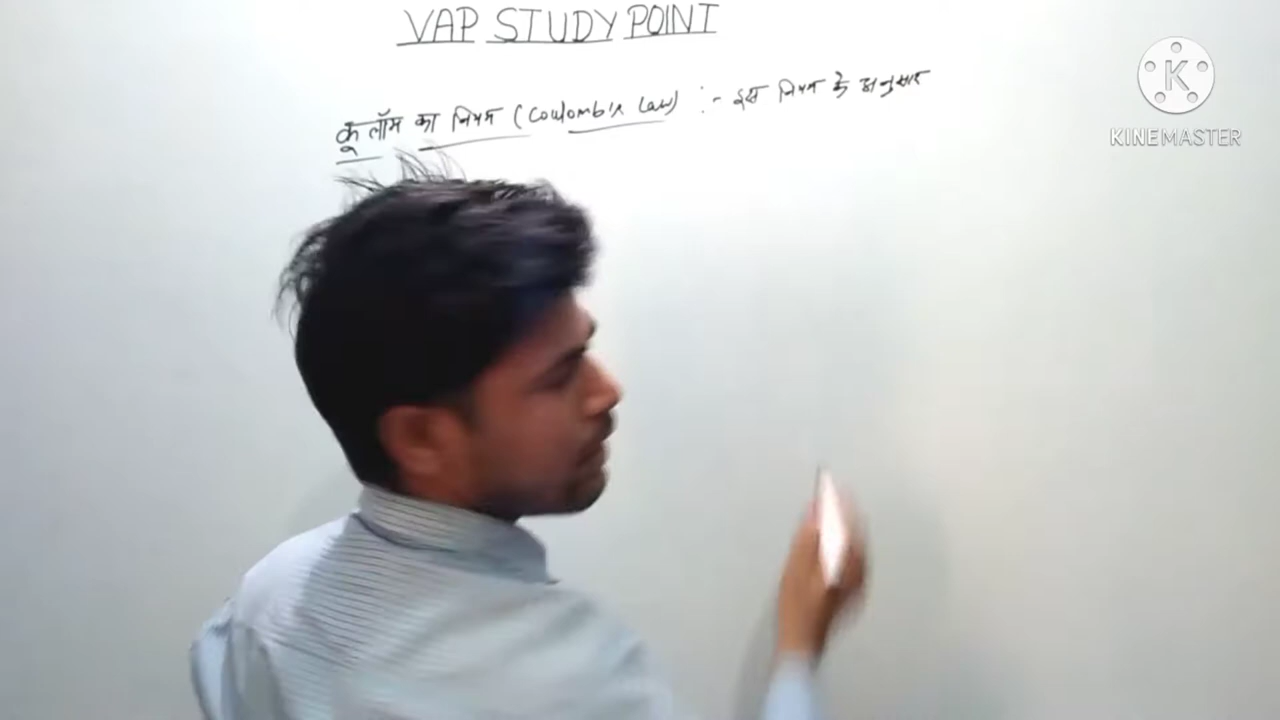 VAP STUDY POINT
कूलॉम का नियम (Coulomb's Law) :- इस नियम के अनुसार
K
KINEMASTER